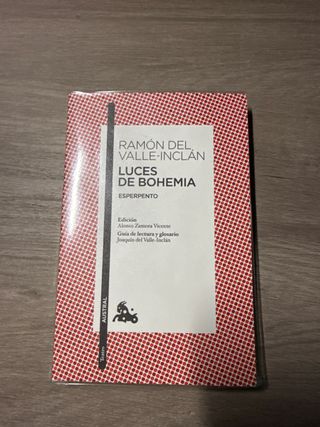 RAMÓN DEL
VALLE-INCLÁN
LUCES
DE BOHEMIA
ESPERPENTO
Edición
Alonso Zamora Vicente
Guía de lectura y glosario
Joaquín del Valle-Inclán
AUSTRAL
Teatro